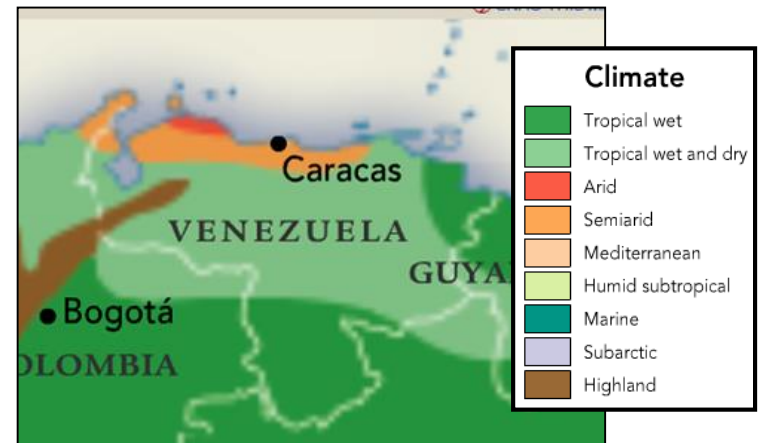 Caracas
VENEZUELA
GUYA
Bogotá
OLOMBIA
Climate
Tropical wet
Tropical wet and dry
Arid
Semiarid
Mediterranean
Humid subtropical
Marine
Subarctic
Highland